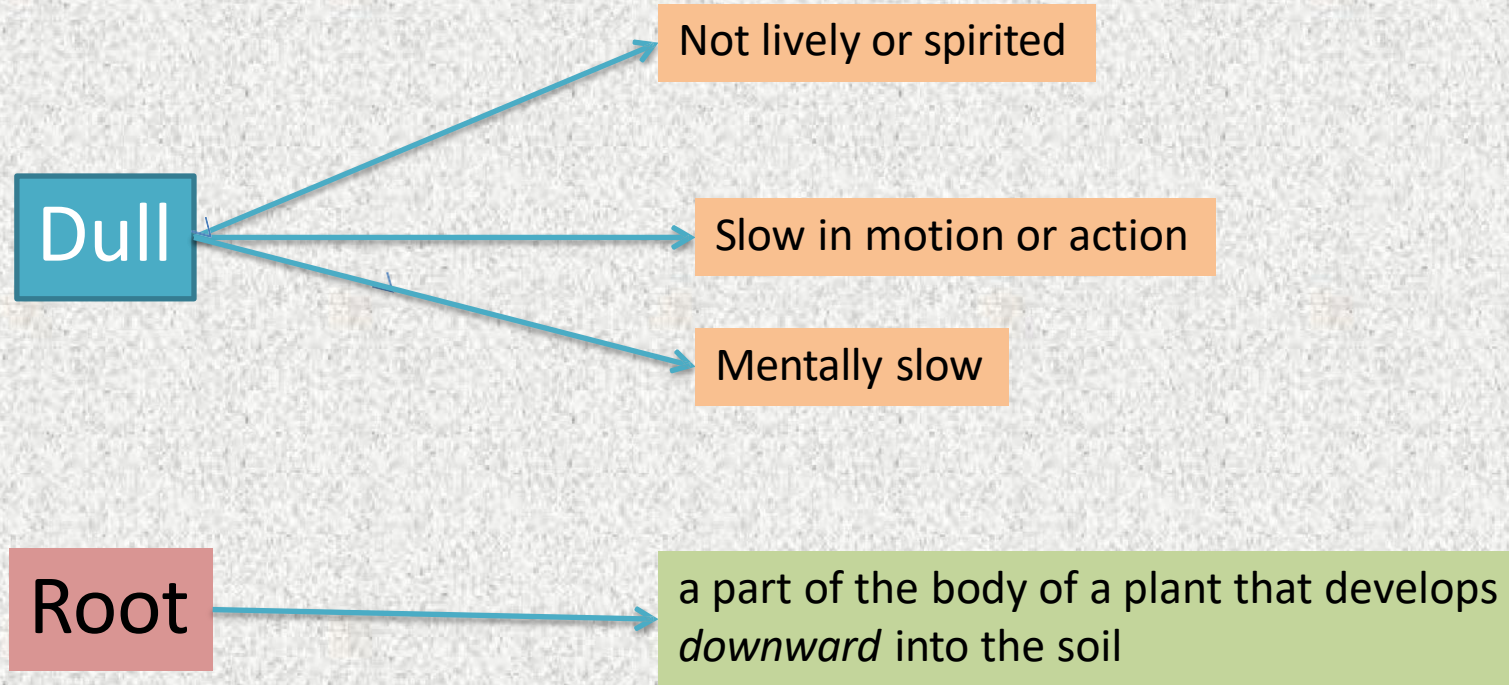 Not lively or spirited
Dull
Slow in motion or action
Mentally slow
Root
a part of the body of a plant that develops
downward into the soil